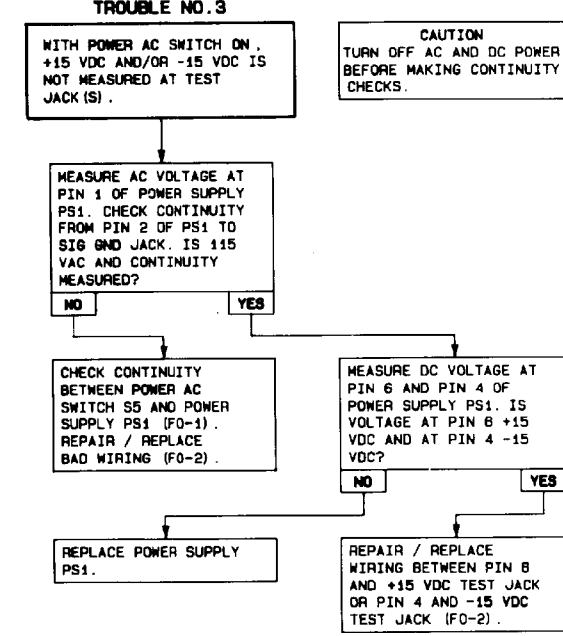 TROUBLE NO.3
WITH POWER AC SWITCH ON,
+15 VDC AND/OR -15 VDC IS
NOT MEASURED AT TEST
JACK(S).
CAUTION
TURN OFF AC AND DC POWER
BEFORE MAKING CONTINUITY
CHECKS.
MEASURE AC VOLTAGE AT
PIN 1 OF POWER SUPPLY
PS1. CHECK CONTINUITY
FROM PIN 2 OF PS1 TO
SIG GND JACK. IS 115
VAC AND CONTINUITY
MEASURED?
NO
YES
CHECK CONTINUITY
BETWEEN POWER AC
SWITCH S5 AND POWER
SUPPLY PS1 (FO-1).
REPAIR / REPLACE
BAD WIRING (FO-2).
MEASURE DC VOLTAGE AT
PIN 6 AND PIN 4 OF
POWER SUPPLY PS1. IS
VOLTAGE AT PIN 6 +15
VDC AND AT PIN 4 -15
VDC?
NO
YES
REPLACE POWER SUPPLY
PS1.
REPAIR / REPLACE
WIRING BETWEEN PIN 6
AND +15 VDC TEST JACK
OR PIN 4 AND -15 VDC
TEST JACK (FO-2).